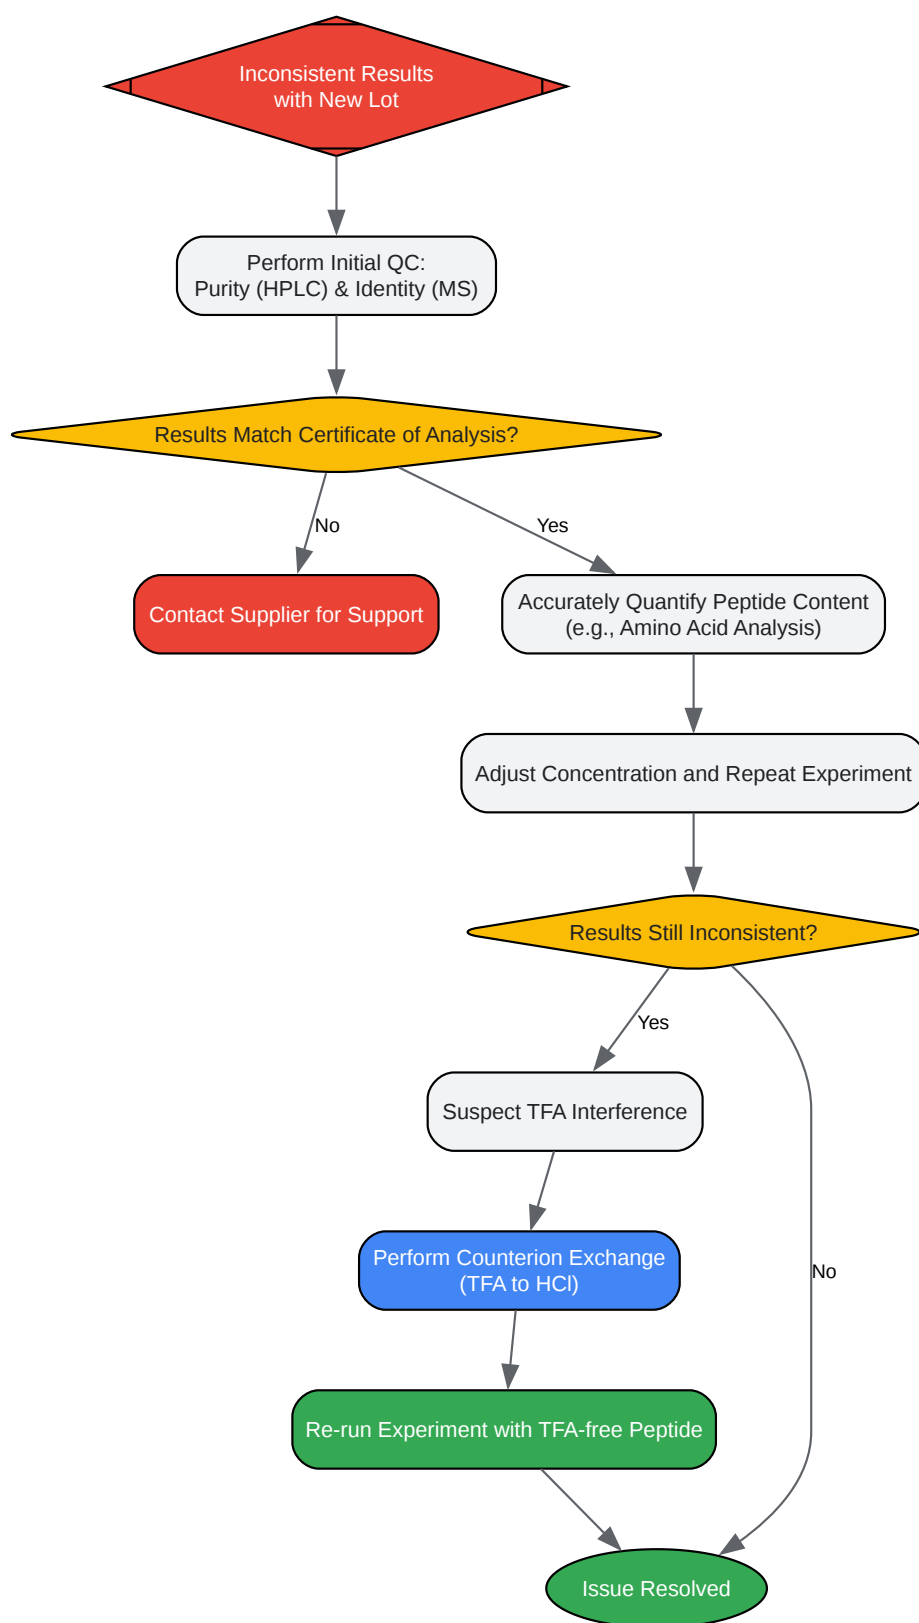 Inconsistent Results
with New Lot
Perform Initial QC:
Purity (HPLC) & Identity (MS)
Results Match Certificate of Analysis?
No
Yes
Contact Supplier for Support
Accurately Quantify Peptide Content
(e.g., Amino Acid Analysis)
Adjust Concentration and Repeat Experiment
Results Still Inconsistent?
Yes
Suspect TFA Interference
Perform Counterion Exchange
(TFA to HCl)
No
Re-run Experiment with TFA-free Peptide
Issue Resolved